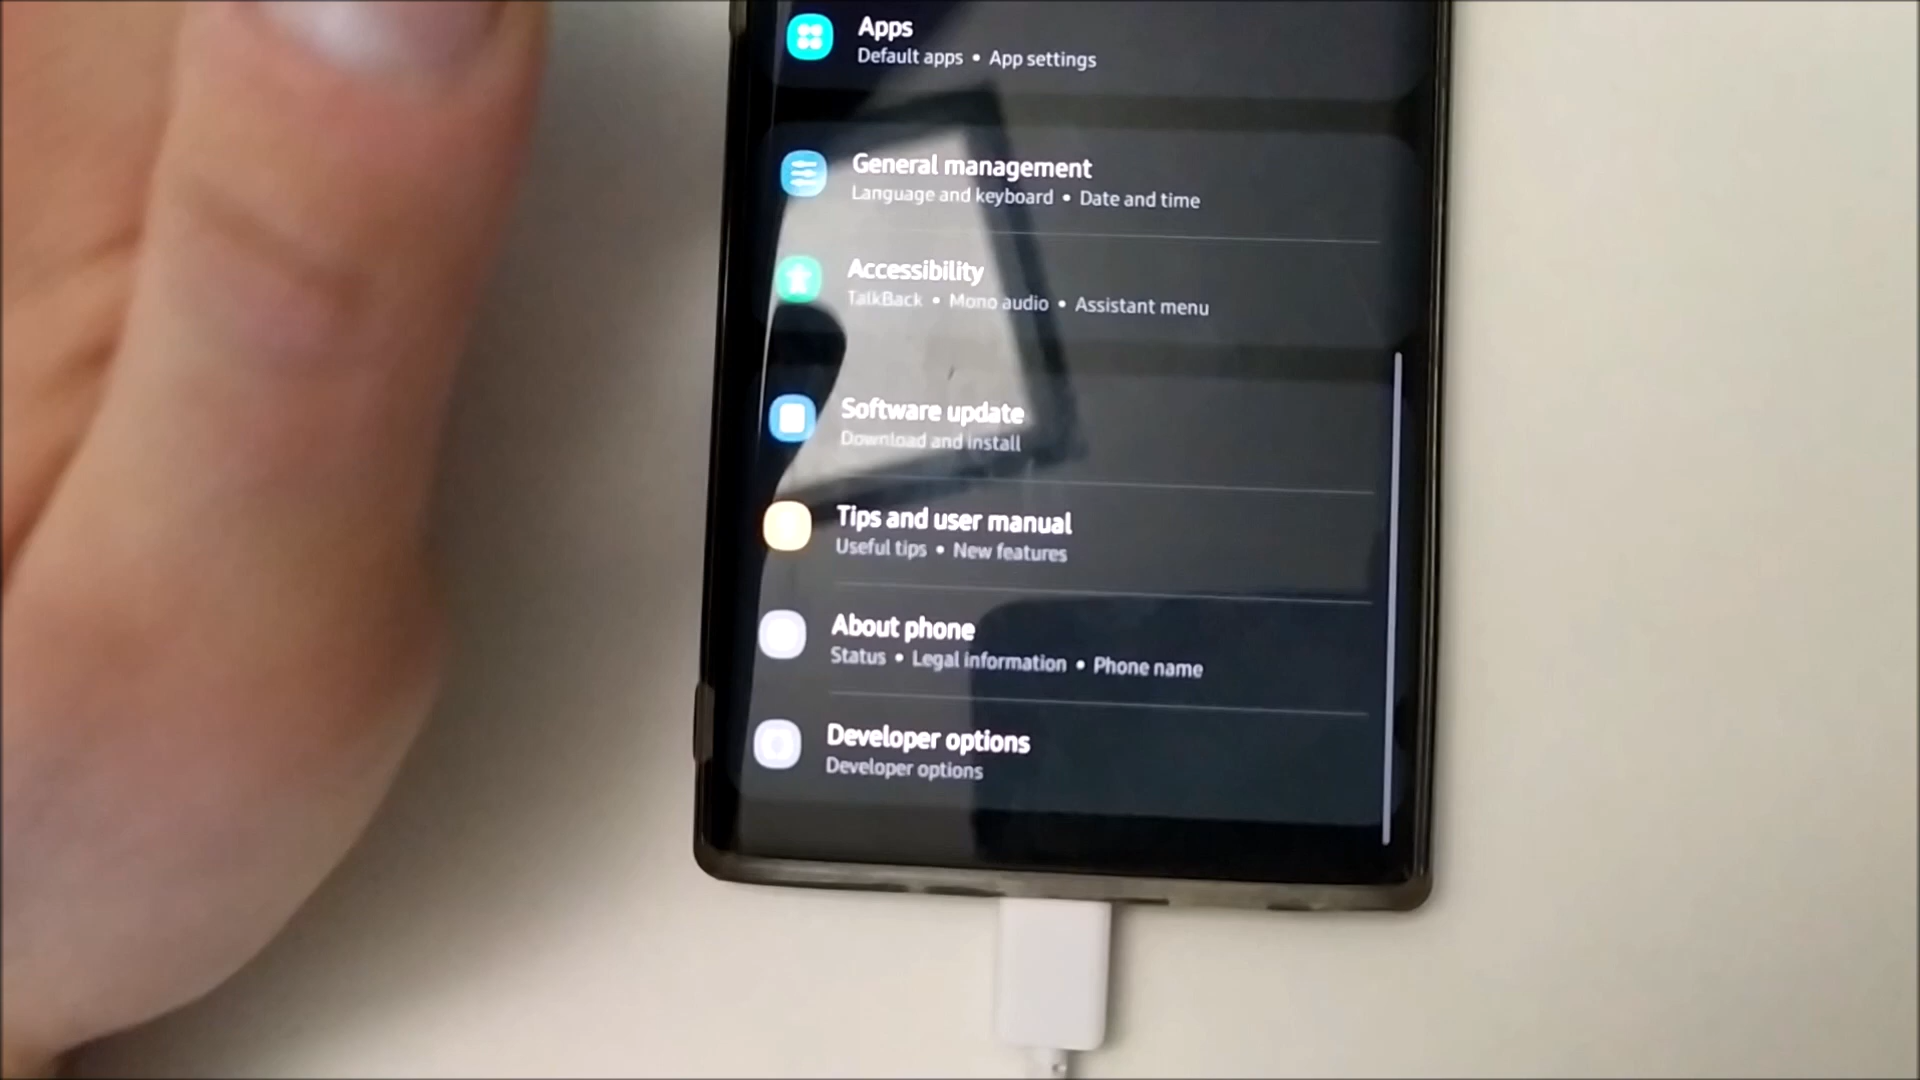 Apps
Default apps • App settings
General management
Language and keyboard • Date and time
Accessibility
TalkBack • Mono audio • Assistant menu
Software update
Download and install
Tips and user manual
Useful tips • New features
About phone
Status • Legal information • Phone name
Developer options
Developer options